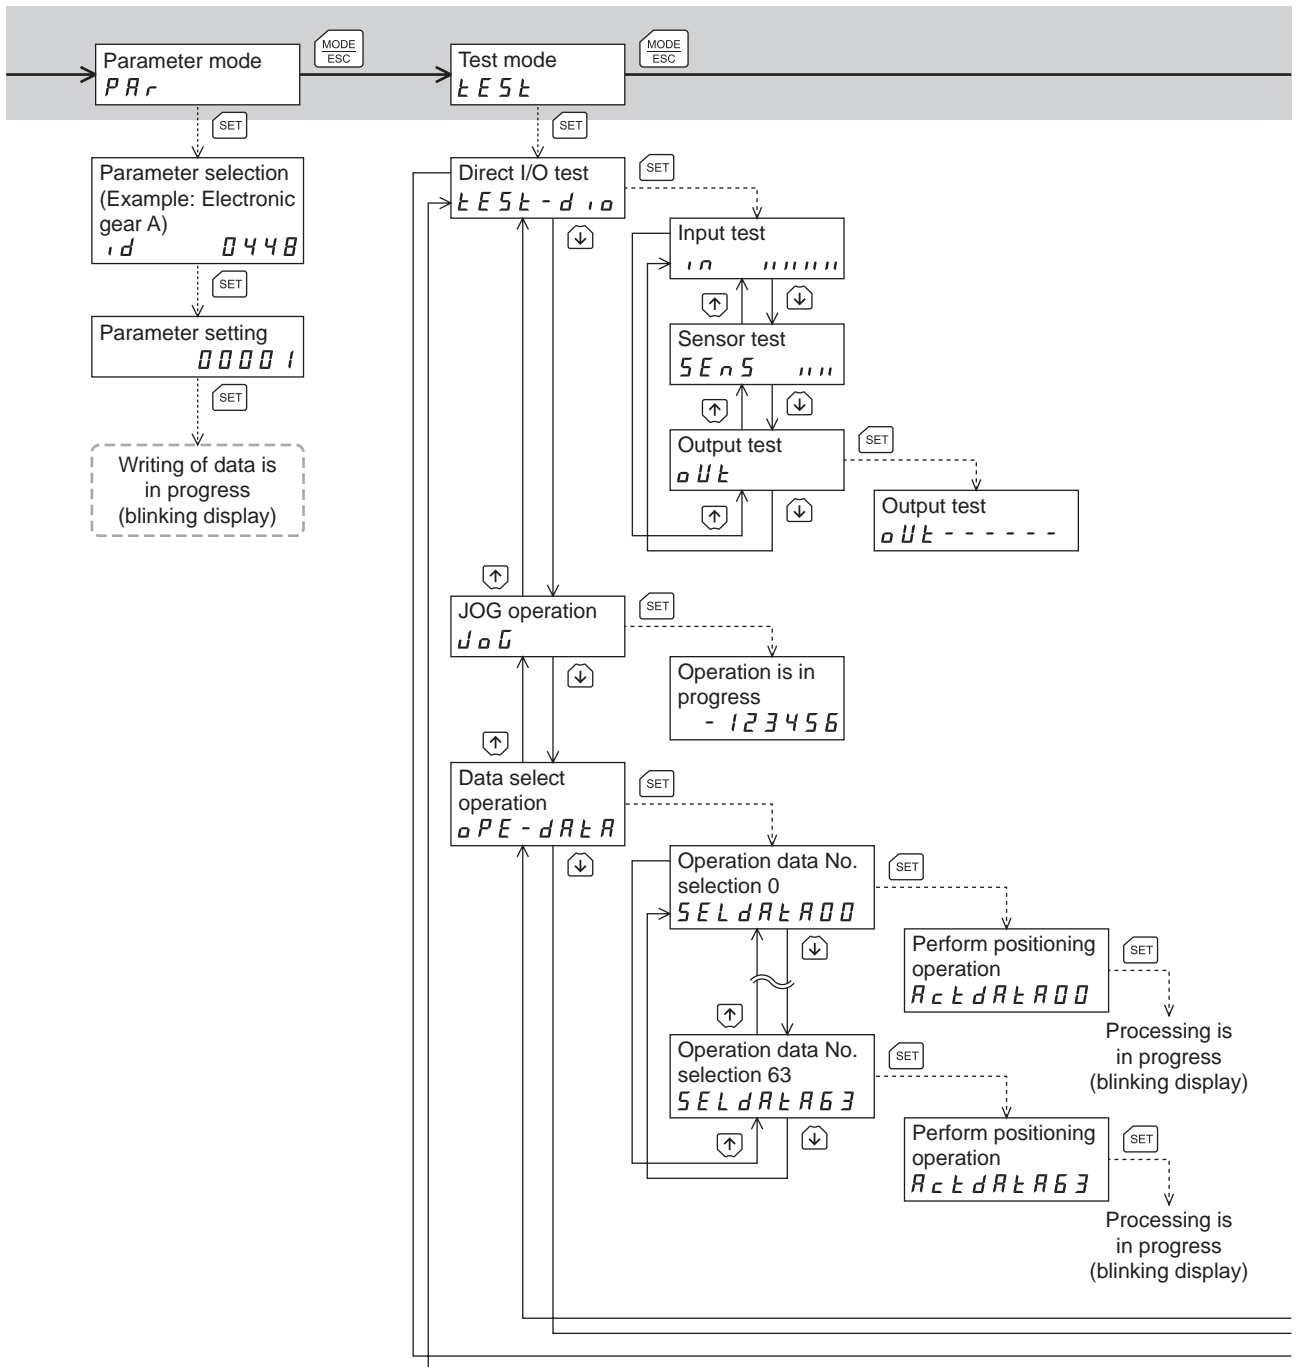 Parameter mode
PAr
MODE
ESC
Test mode
tESt
MODE
ESC
SET
SET
Parameter selection
(Example: Electronic
gear A)
id 0448
SET
Parameter setting
00001
SET
Writing of data is
in progress
(blinking display)
Direct I/O test
tESt-dio
SET
Input test
in
Sensor test
SEnS
Output test
oUt
SET
Output test
oUt------
JOG operation
JoG
SET
Operation is in
progress
-123456
Data select
operation
oPE-dAtA
SET
Operation data No.
selection 0
SELdAtA00
SET
Perform positioning
operation
ActdAtA00
SET
Processing is
in progress
(blinking display)
Operation data No.
selection 63
SELdAtA63
SET
Perform positioning
operation
ActdAtA63
SET
Processing is
in progress
(blinking display)